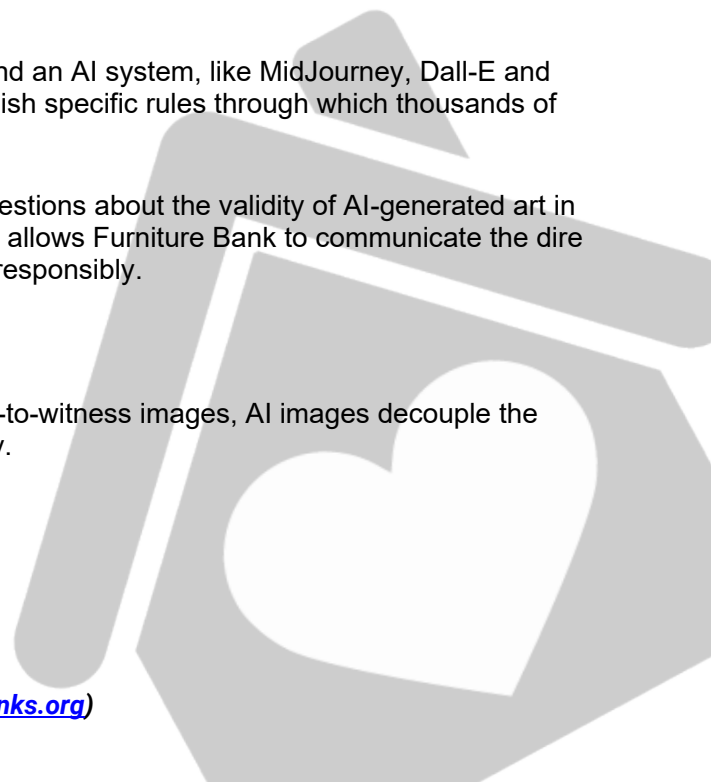 nd an AI system, like MidJourney, Dall-E and
ish specific rules through which thousands of
estions about the validity of AI-generated art in
allows Furniture Bank to communicate the dire
responsibly.
-to-witness images, AI images decouple the
y.
nks.org)